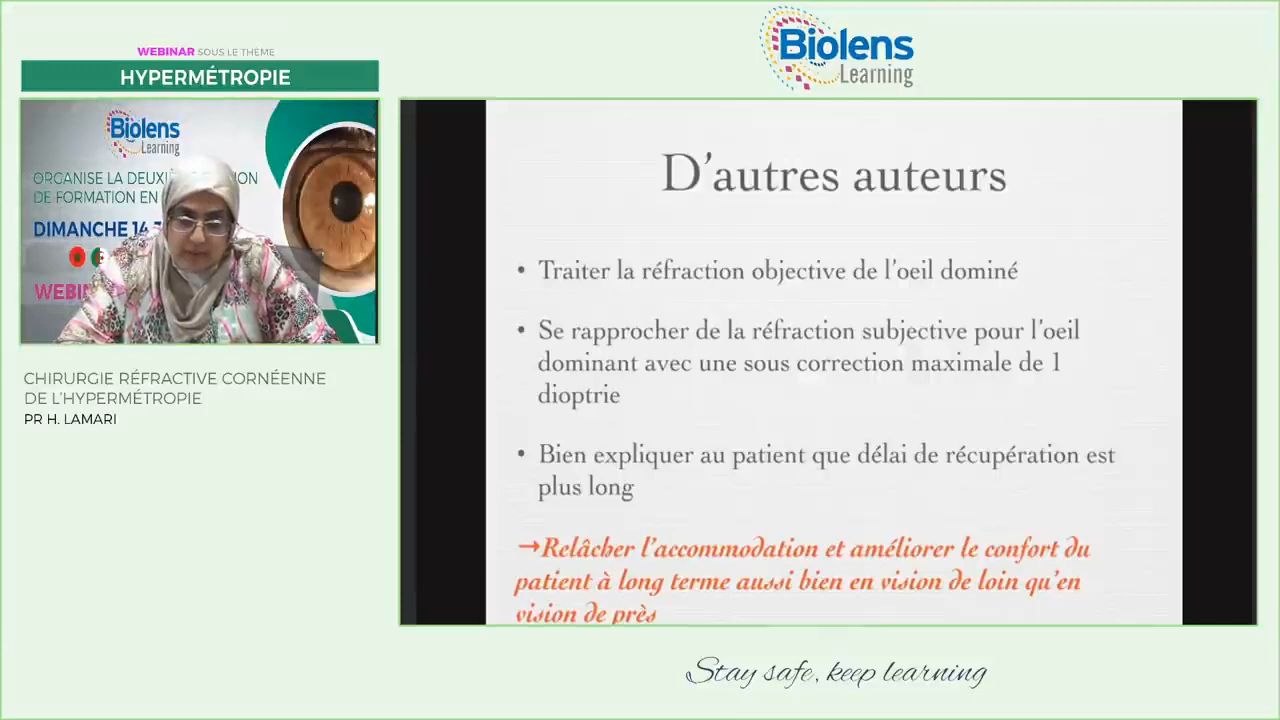 WEBINAR SOUS LE THÈME
HYPERMÉTROPIE
Biolens
Learning
Biolens
Learning
ORGANISE LA DEUXIÈ
DE FORMATION EN
DIMANCHE 14
WEBIN
CHIRURGIE RÉFRACTIVE CORNÉENNE
DE L'HYPERMÉTROPIE
PR H. LAMARI
D'autres auteurs
• Traiter la réfraction objective de l'oeil dominé
• Se rapprocher de la réfraction subjective pour l'oeil
dominant avec une sous correction maximale de 1
dioptrie
• Bien expliquer au patient que délai de récupération est
plus long
→Relâcher l'accommodation et améliorer le confort du
patient à long terme aussi bien en vision de loin qu'en
vision de près
Stay safe, keep learning